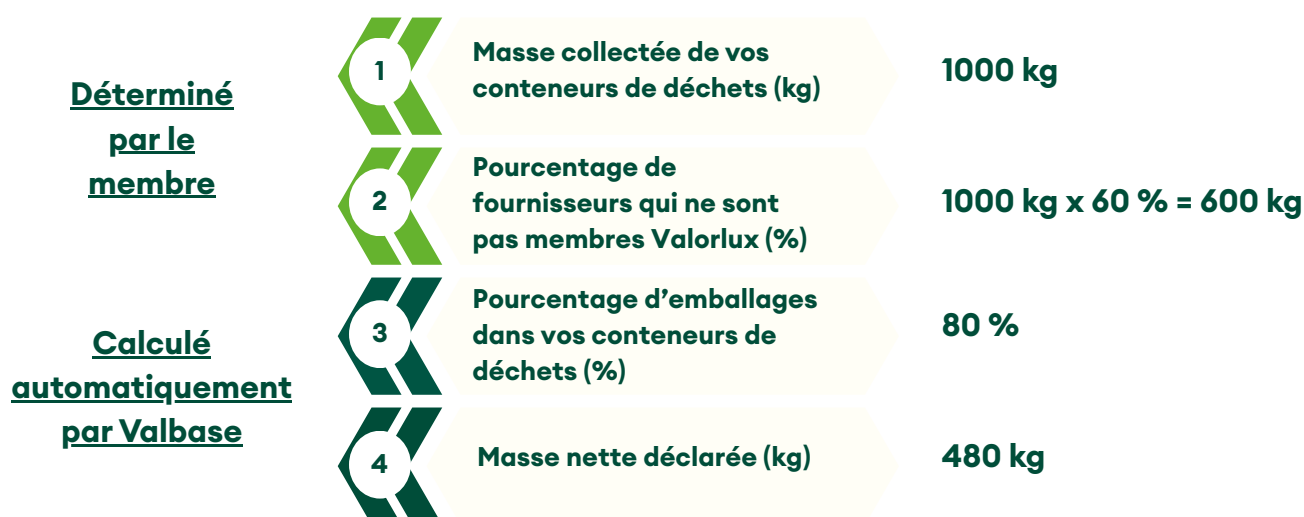 Déterminé
par le
membre
1
Masse collectée de vos
conteneurs de déchets (kg)
1000 kg
2
Pourcentage de
fournisseurs qui ne sont
pas membres Valorlux (%)
1000 kg x 60 % = 600 kg
Calculé
automatiquement
par Valbase
3
Pourcentage d’emballages
dans vos conteneurs de
déchets (%)
80 %
4
Masse nette déclarée (kg)
480 kg